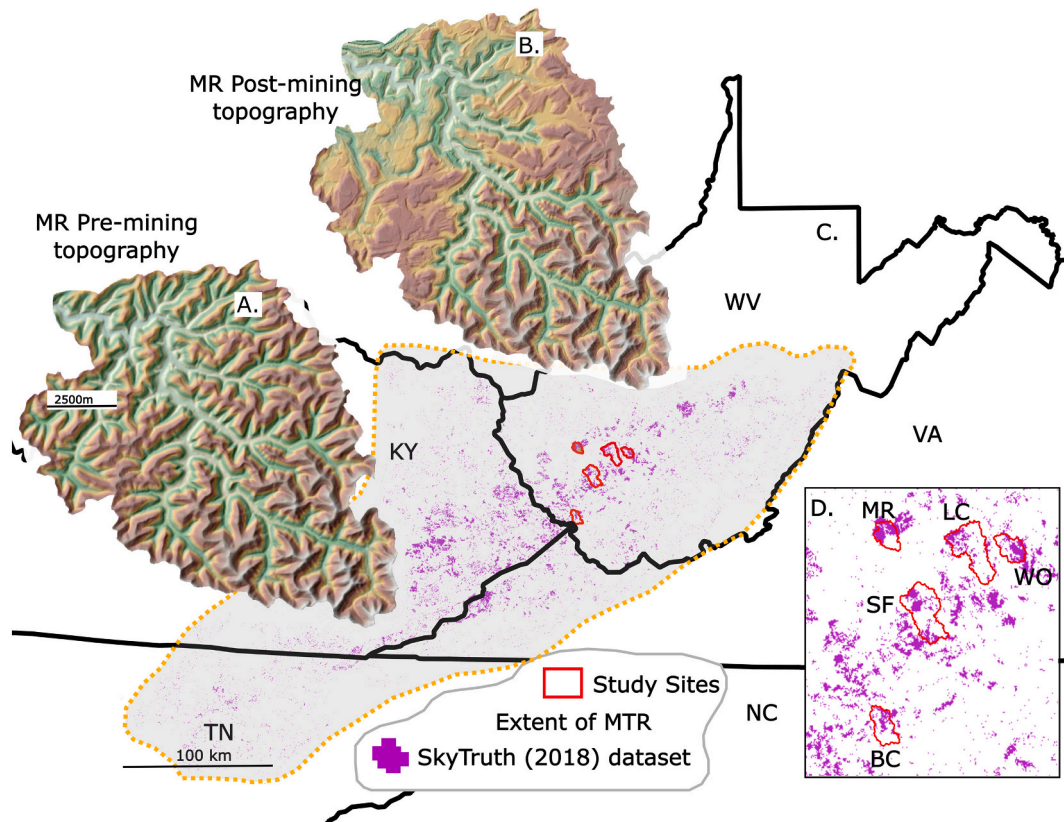 B.
MR Post-mining
topography
MR Pre-mining
topography
A.
2500m
C.
WV
KY
VA
D.
MR
LC
WO
SF
BC
TN
100 km
NC
Study Sites
Extent of MTR
SkyTruth (2018) dataset